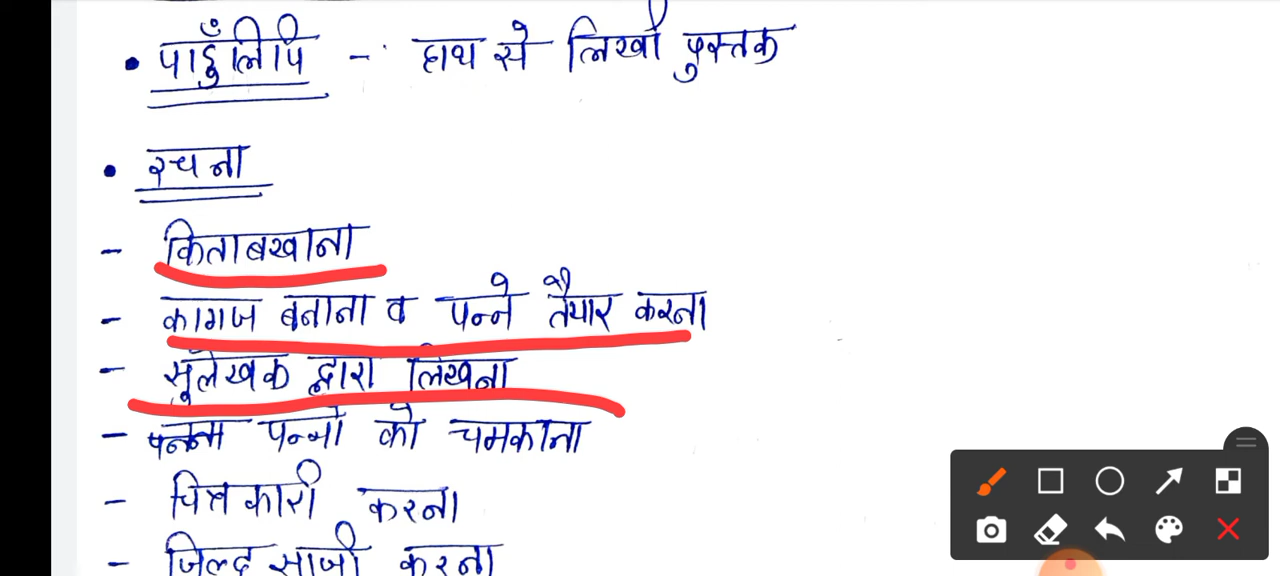 • पाडुँलिपि - हाथ से लिखी पुस्तक
• रचना
- किताबखाना
- कागज बनाना व पन्ने तैयार करना
- सुलेखक द्वारा लिखना
- पन्नों को चमकाना
- चित्रकारी करना
- जिल्द साजी करना